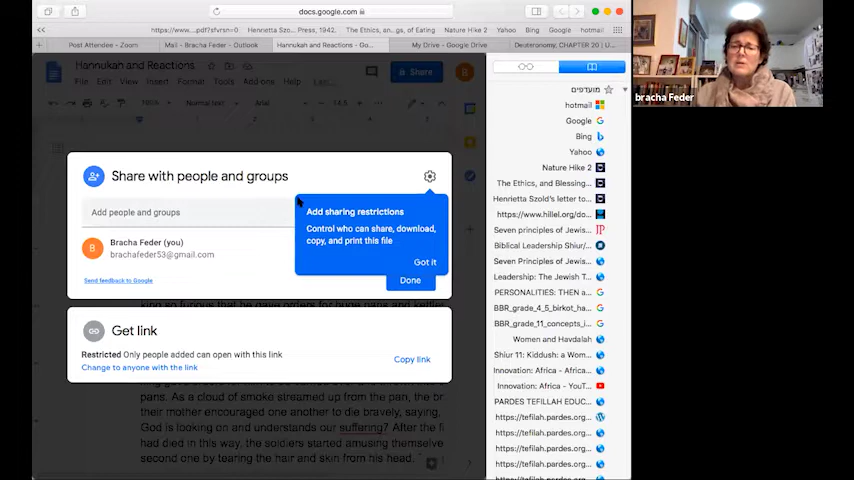 docs.google.com
https://www....pdf?sfvrsn=0 Henrietta Szold... Press, 1942. The Ethics, an...gs, of Eating Nature Hike 2 Yahoo Bing Google hotmail
Post Attendee - Zoom Mail - Bracha Feder - Outlook Hannukah and Reactions - Go... My Drive - Google Drive Deuteronomy, CHAPTER 20 | U...
Hannukah and Reactions
File Edit View Insert Format Tools Add-ons Help
Share
B
Normal text Arial 14.5
Share with people and groups
Add people and groups
B.
Bracha Feder (you)
brachafeder53@gmail.com
Send feedback to Google
Add sharing restrictions
Control who can share, download,
copy, and print this file
Got it
Done
Get link
Restricted Only people added can open with this link
Change to anyone with the link
Copy link
pans. As a cloud of smoke streamed up from the pan, the br
their mother encouraged one another to die bravely, saying,
God is looking on and understands our suffering? After the fi
had died in this way, the soldiers started amusing themselve
second one by tearing the hair and skin from his head.
מועדפים
hotmail
Google
Bing
Yahoo
Nature Hike 2
The Ethics, and Blessing...
Henrietta Szold's letter to...
https://www.hillel.org/do...
Seven principles of Jewis...
Biblical Leadership Shiur/...
Seven Principles of Jewis...
Leadership: The Jewish T...
PERSONALITIES: THEN a...
BBR_grade_4_5_birkot_ha...
BBR_grade_11_concepts_i...
Women and Havdalah
Shiur 11: Kiddush: a Wom...
Innovation: Africa - Africa...
Innovation: Africa - YouT...
PARDES TEFILLAH EDUC...
https://tefilah.pardes.org...
https://tefilah.pardes.org...
https://tefilah.pardes.org...
https://tefilah.pardes.org...
bracha Feder